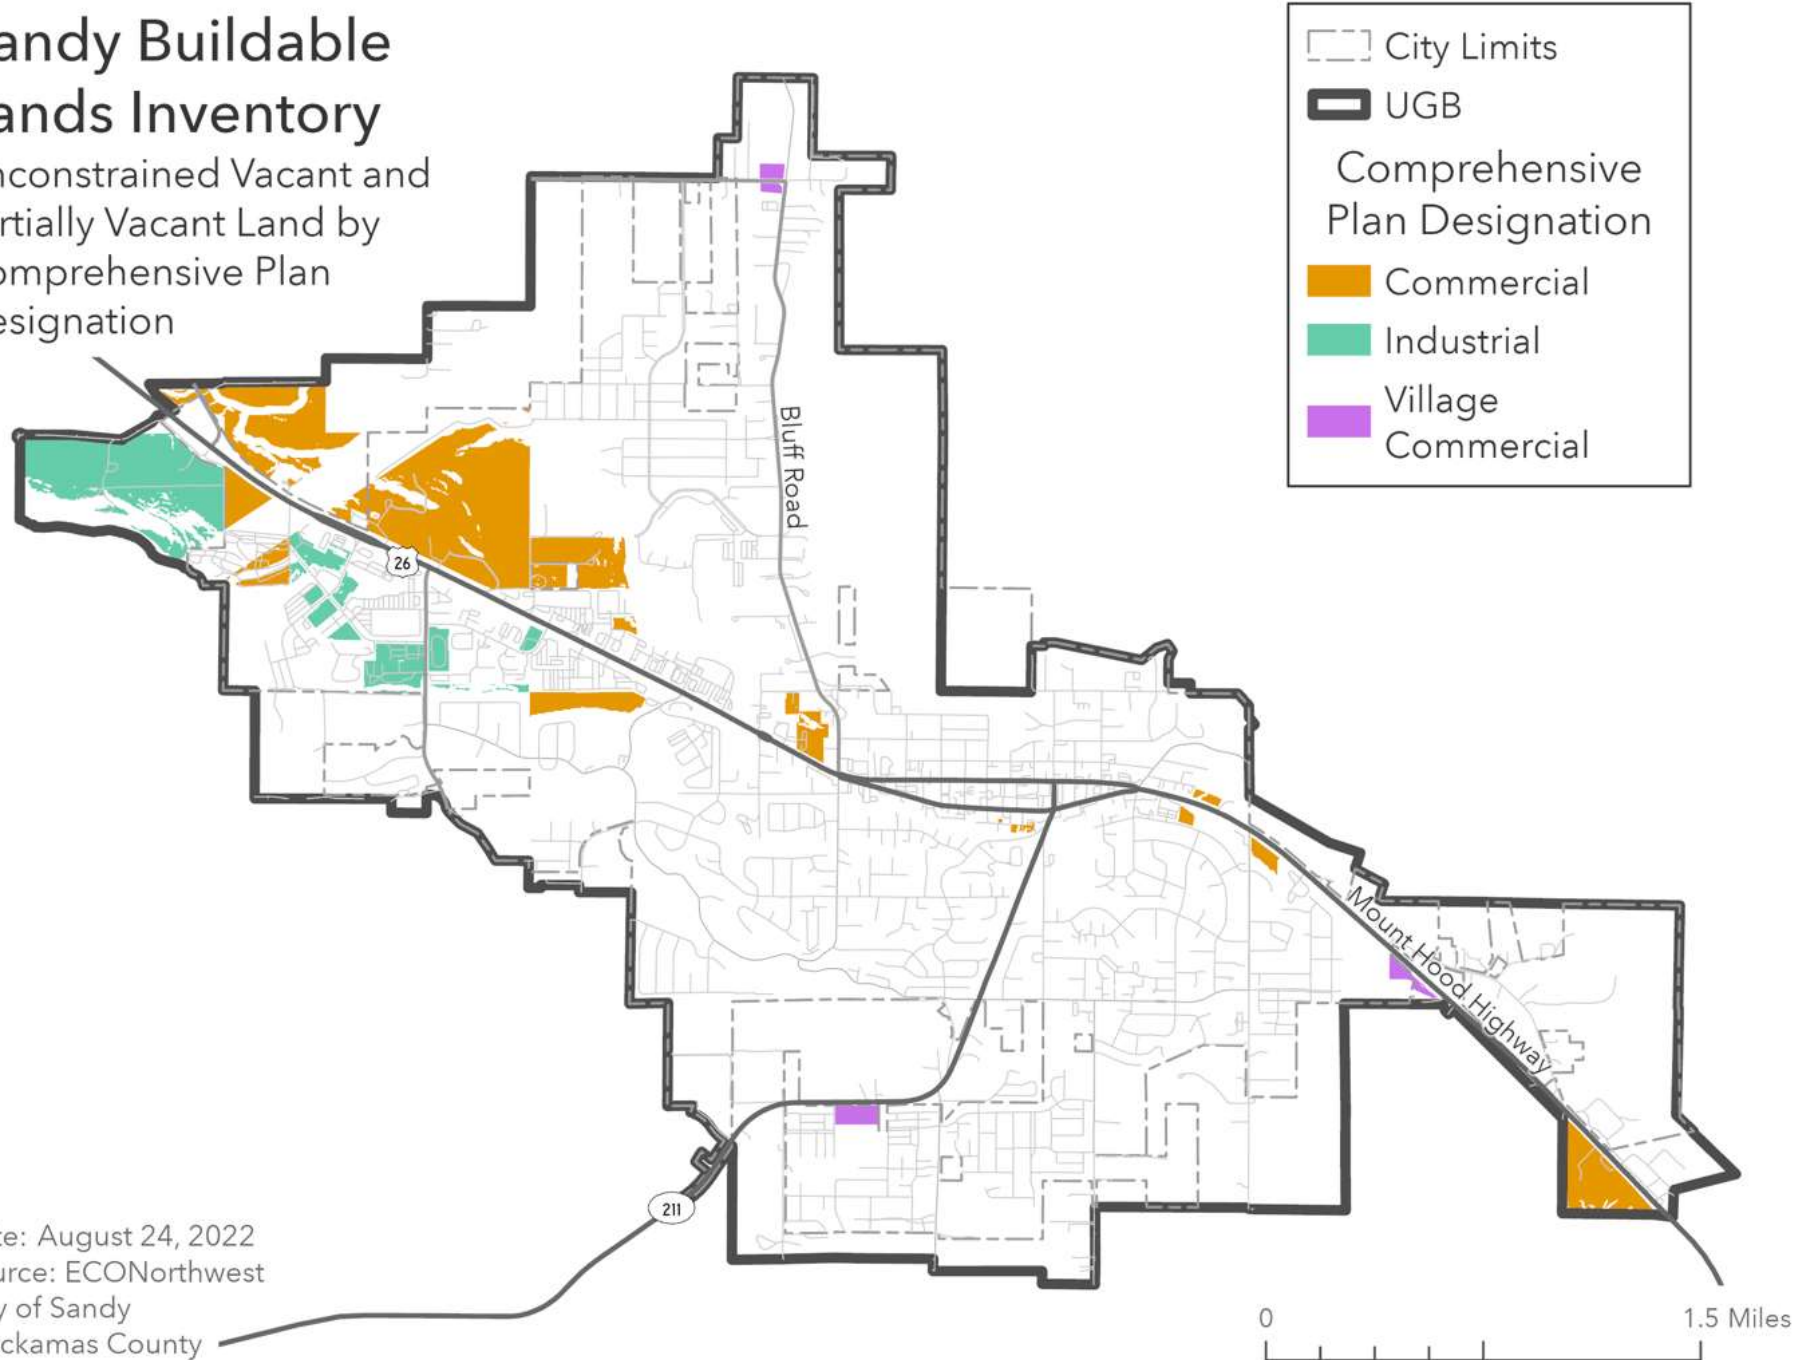 andy Buildable
ands Inventory
nconstrained Vacant and
rtially Vacant Land by
omprehensive Plan
esignation
City Limits
UGB
Comprehensive
Plan Designation
Commercial
Industrial
Village
Commercial
Bluff Road
26
Mount Hood Highway
211
te: August 24, 2022
urce: ECONorthwest
y of Sandy
ckamas County
0 1.5 Miles